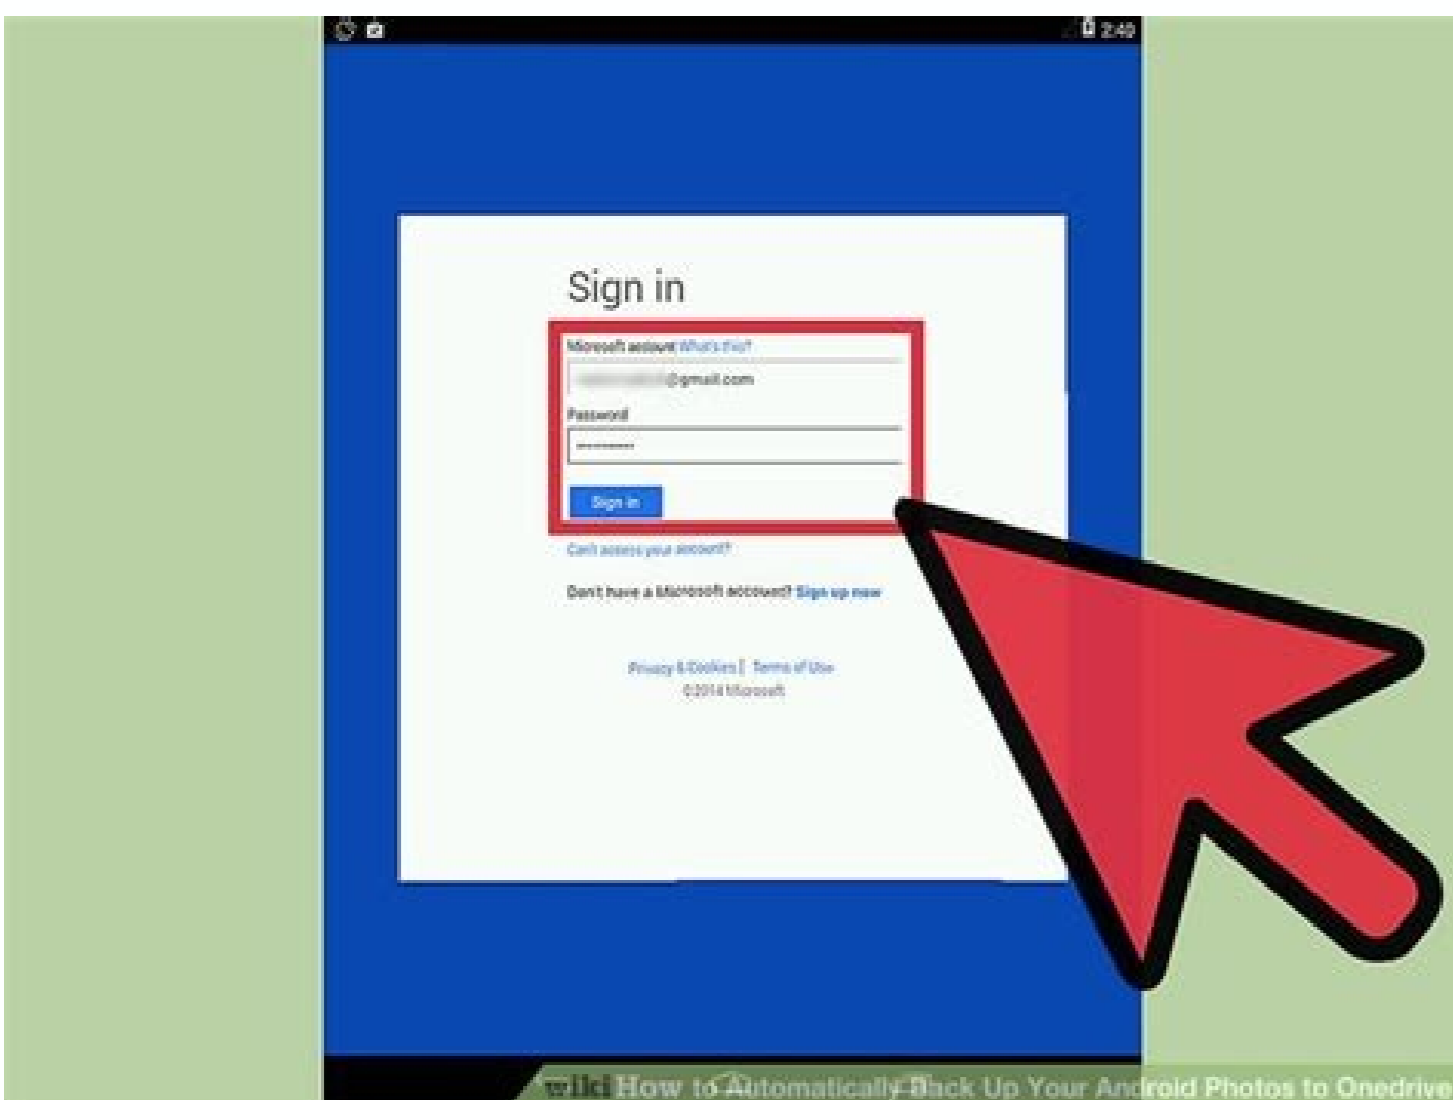 2:40
Sign in
Microsoft account What's this?
@gmail.com
Password
Sign in
Can't access your account?
Don't have a Microsoft account? Sign up now
Privacy & Cookies | Terms of Use
©2014 Microsoft
wikiHow to Automatically Back Up Your Android Photos to Onedrive